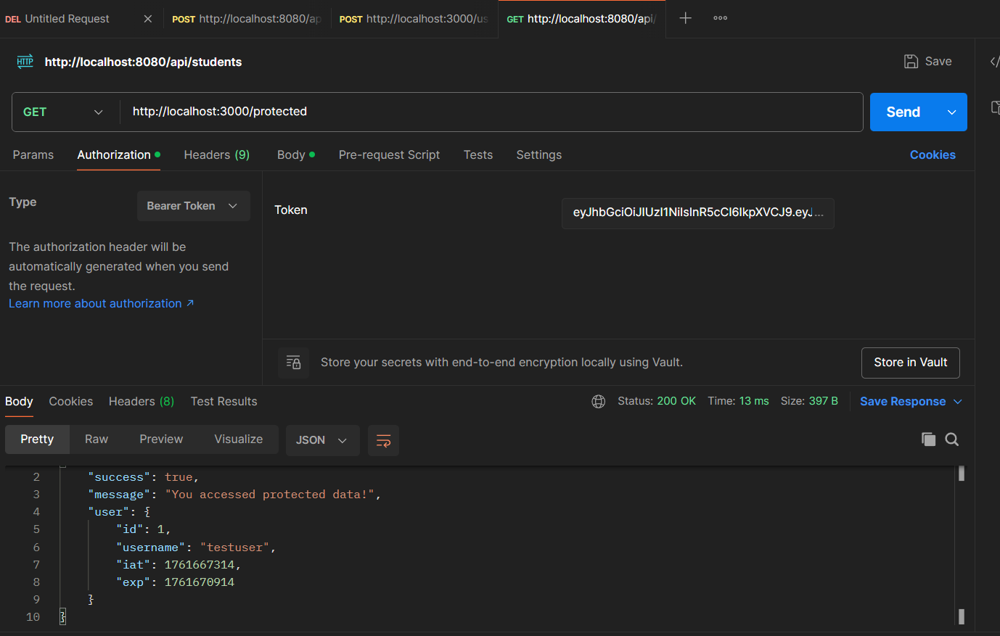 DEL Untitled Request POST http://localhost:8080/ap POST http://localhost:3000/us GET http://localhost:8080/api/
HTTP http://localhost:8080/api/students Save
GET http://localhost:3000/protected Send
Params Authorization Headers (9) Body Pre-request Script Tests Settings Cookies
Type Bearer Token
Token eyJhbGciOiJIUzI1NiIsInR5cCI6IkpXVCJ9.eyJ...
The authorization header will be
automatically generated when you send
the request.
Learn more about authorization ↗
Store your secrets with end-to-end encryption locally using Vault. Store in Vault
Body Cookies Headers (8) Test Results Status: 200 OK Time: 13 ms Size: 397 B Save Response
Pretty Raw Preview Visualize JSON
2 "success": true,
3 "message": "You accessed protected data!",
4 "user": {
5 "id": 1,
6 "username": "testuser",
7 "iat": 1761667314,
8 "exp": 1761670914
9 }
10 }